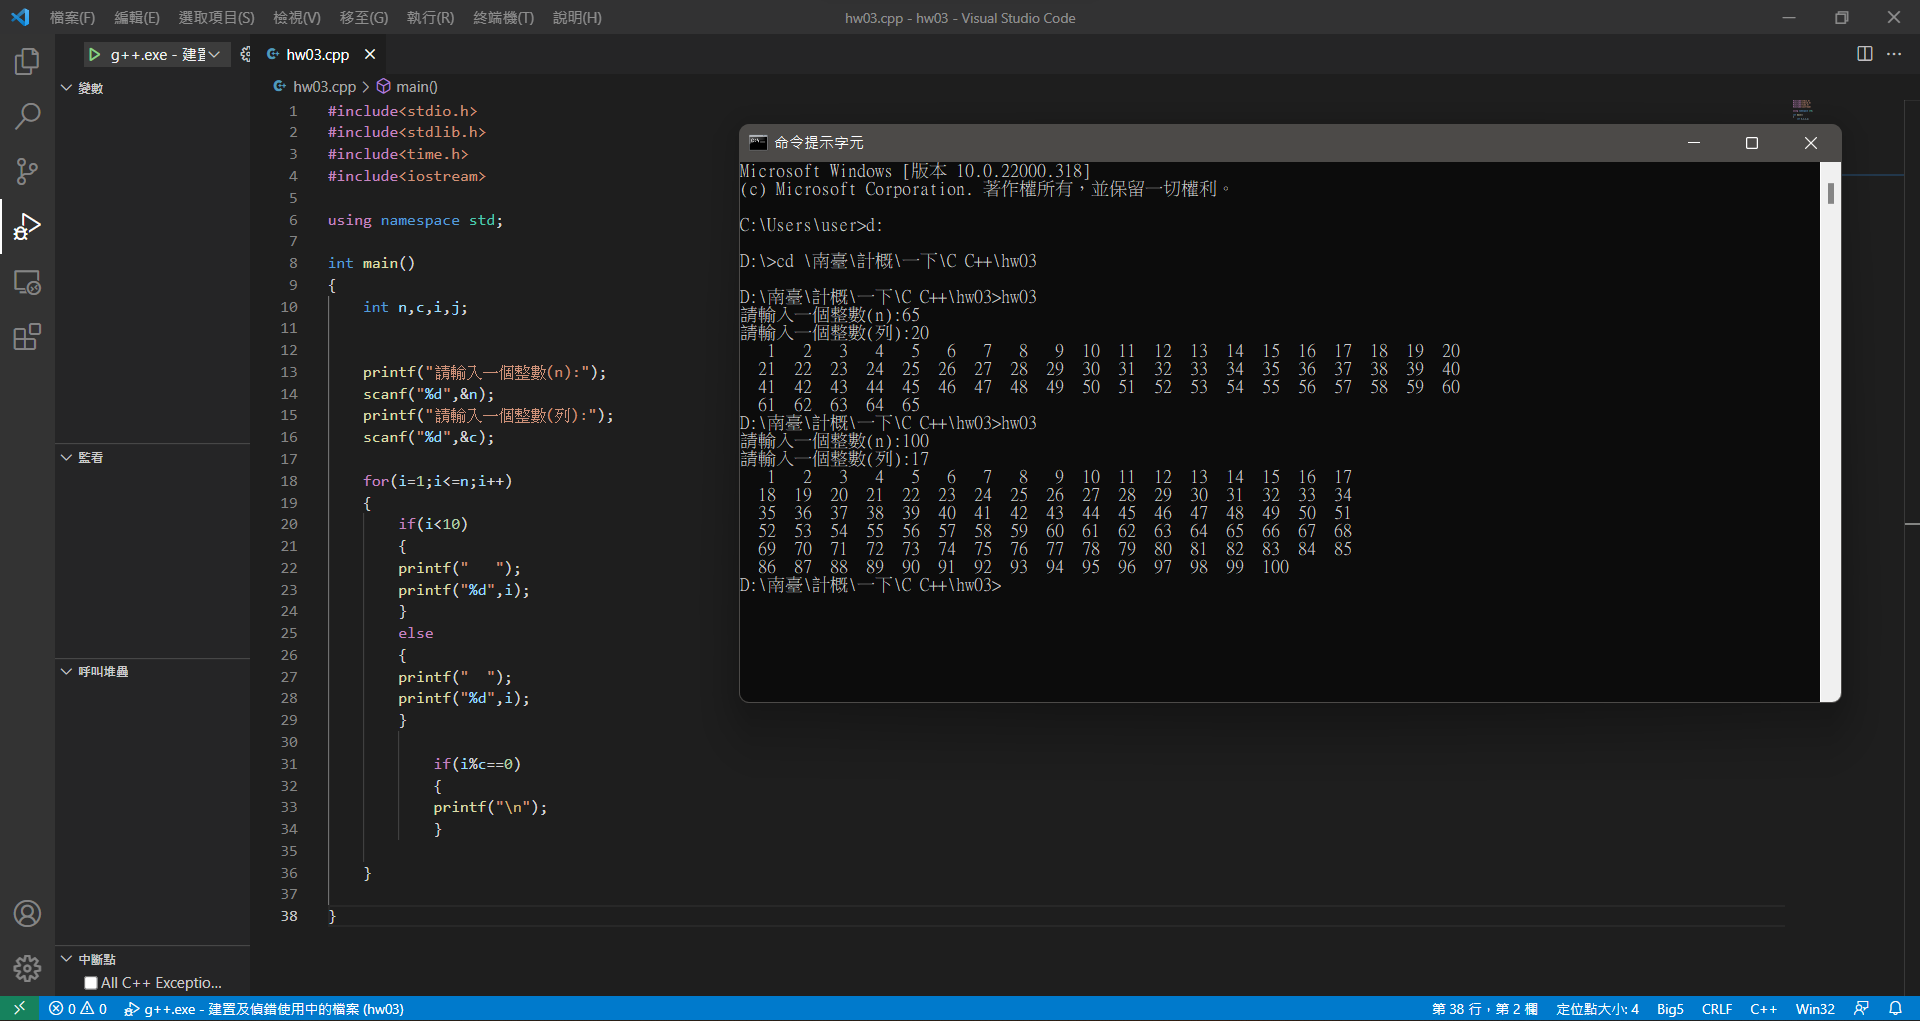 檔案(F) 編輯(E) 選取項目(S) 檢視(V) 移至(G) 執行(R) 終端機(T) 說明(H) hw03.cpp - hw03 - Visual Studio Code
g++.exe - 建置
hw03.cpp
變數
監看
呼叫堆疊
中斷點
All C++ Exceptio...
hw03.cpp > main()
1 #include<stdio.h>
2 #include<stdlib.h>
3 #include<time.h>
4 #include<iostream>
5
6 using namespace std;
7
8 int main()
9 {
10 int n,c,i,j;
11
12
13 printf("請輸入一個整數(n):");
14 scanf("%d",&n);
15 printf("請輸入一個整數(列):");
16 scanf("%d",&c);
17
18 for(i=1;i<=n;i++)
19 {
20 if(i<10)
21 {
22 printf("   ");
23 printf("%d",i);
24 }
25 else
26 {
27 printf("  ");
28 printf("%d",i);
29 }
30
31 if(i%c==0)
32 {
33 printf("\n");
34 }
35
36 }
37
38 }
命令提示字元
Microsoft Windows [版本 10.0.22000.318]
(c) Microsoft Corporation. 著作權所有，並保留一切權利。
C:\Users\user>d:
D:\>cd \南臺\計概\一下\C C++\hw03
D:\南臺\計概\一下\C C++\hw03>hw03
請輸入一個整數(n):65
請輸入一個整數(列):20
1 2 3 4 5 6 7 8 9 10 11 12 13 14 15 16 17 18 19 20
21 22 23 24 25 26 27 28 29 30 31 32 33 34 35 36 37 38 39 40
41 42 43 44 45 46 47 48 49 50 51 52 53 54 55 56 57 58 59 60
61 62 63 64 65
D:\南臺\計概\一下\C C++\hw03>hw03
請輸入一個整數(n):100
請輸入一個整數(列):17
1 2 3 4 5 6 7 8 9 10 11 12 13 14 15 16 17
18 19 20 21 22 23 24 25 26 27 28 29 30 31 32 33 34
35 36 37 38 39 40 41 42 43 44 45 46 47 48 49 50 51
52 53 54 55 56 57 58 59 60 61 62 63 64 65 66 67 68
69 70 71 72 73 74 75 76 77 78 79 80 81 82 83 84 85
86 87 88 89 90 91 92 93 94 95 96 97 98 99 100
D:\南臺\計概\一下\C C++\hw03>
0 0 g++.exe - 建置及偵錯使用中的檔案 (hw03) 第 38 行，第 2 欄 定位點大小: 4 Big5 CRLF C++ Win32